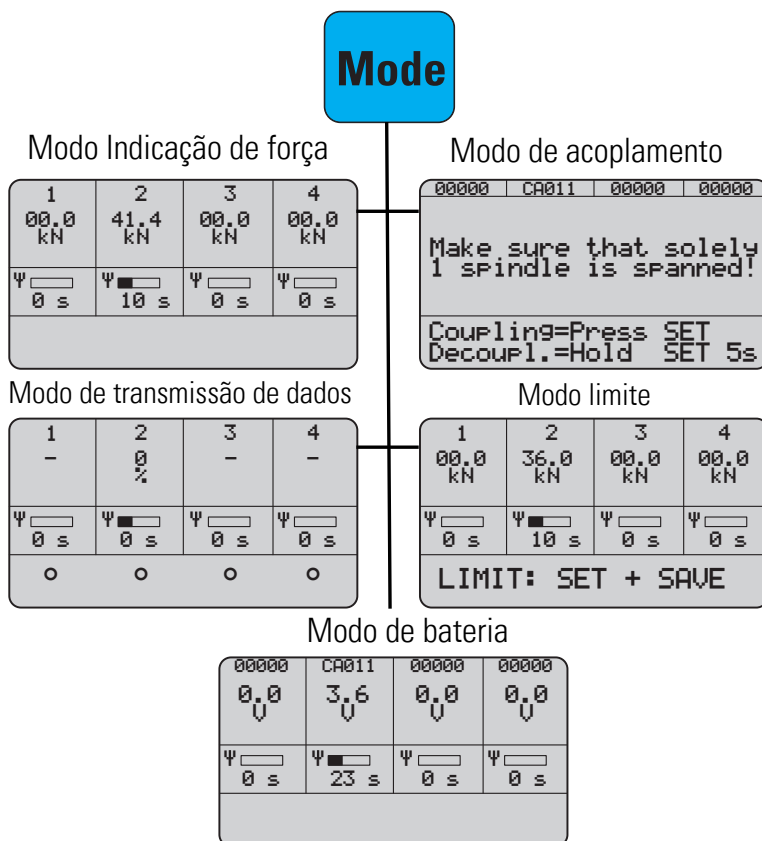 Mode
Modo Indicação de força
1 2 3 4
00.0 41.4 00.0 00.0
kN kN kN kN
0 s 10 s 0 s 0 s
Modo de acoplamento
00000 CA011 00000 00000
Make sure that solely
1 spindle is spanned!
Coupling=Press SET
Decoupl.=Hold SET 5s
Modo de transmissão de dados
1 2 3 4
- 0 - -
%
0 s 0 s 0 s 0 s
Modo limite
1 2 3 4
00.0 36.0 00.0 00.0
kN kN kN kN
0 s 10 s 0 s 0 s
LIMIT: SET + SAVE
Modo de bateria
00000 CA011 00000 00000
0.0 3.6 0.0 0.0
V V V V
0 s 23 s 0 s 0 s